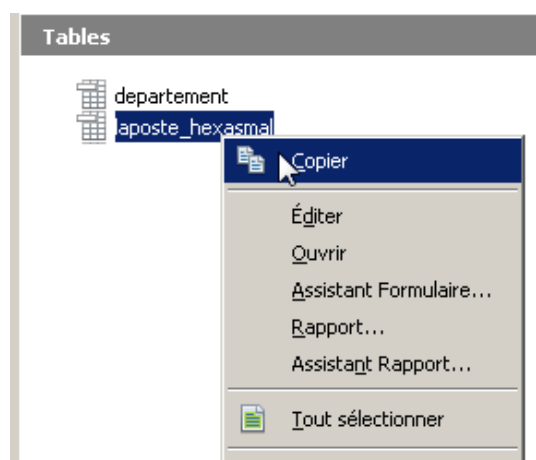 Tables
departement
laposte_hexasmal
Copier
Éditer
Ouvrir
Assistant Formulaire...
Rapport...
Assistant Rapport...
Tout sélectionner